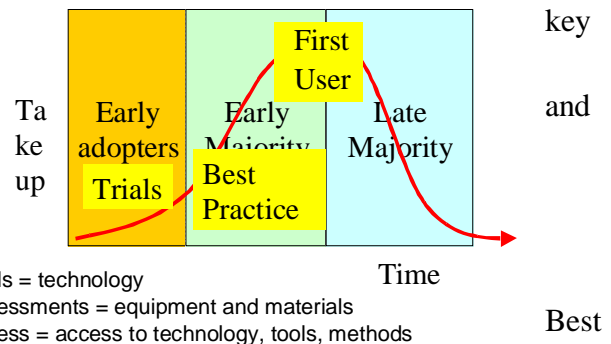 key
and
Best
Ta
ke
up
Early
adopters
Trials
Early
Majority
Best
Practice
First
User
Late
Majority
Time
ls = technology
essments = equipment and materials
ess = access to technology, tools, methods